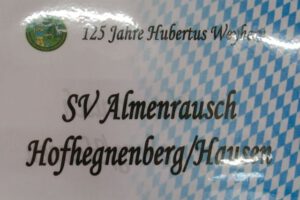 125 Jahre Hubertus
SV Almenrausch
Hofhegnenberg/Hausen